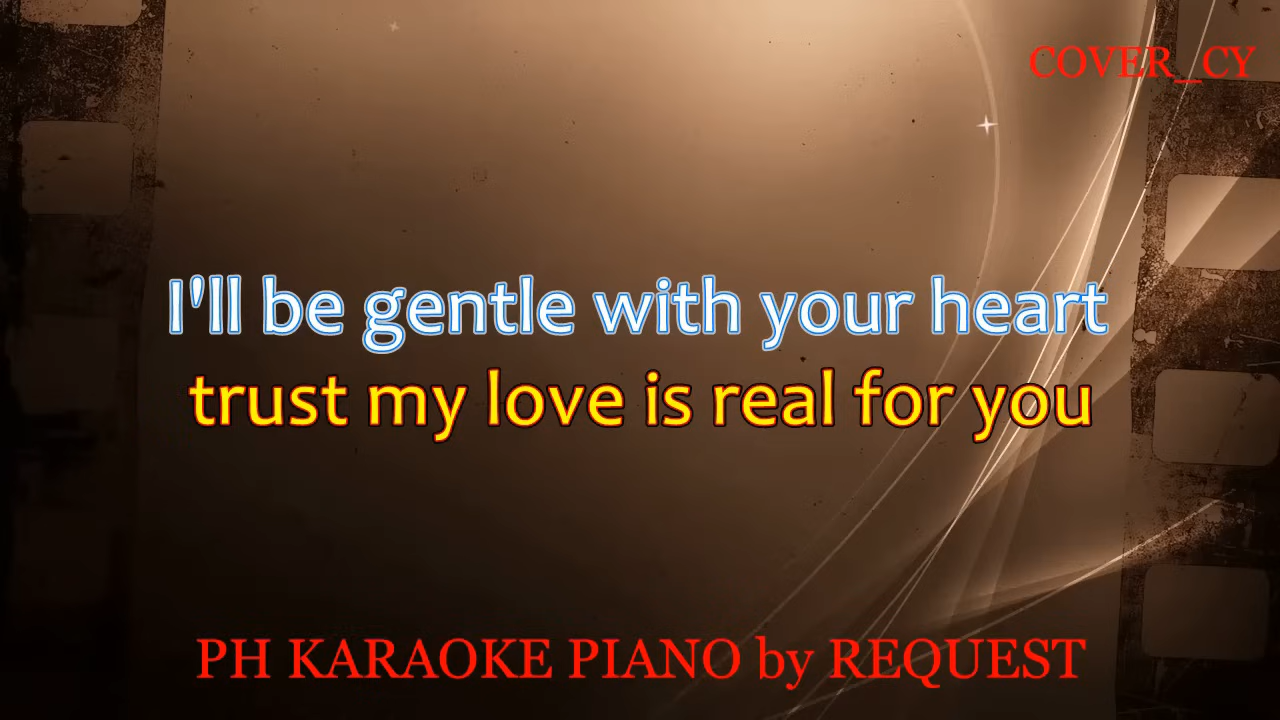 COVER_CY
I'll be gentle with your heart
trust my love is real for you
PH KARAOKE PIANO by REQUEST